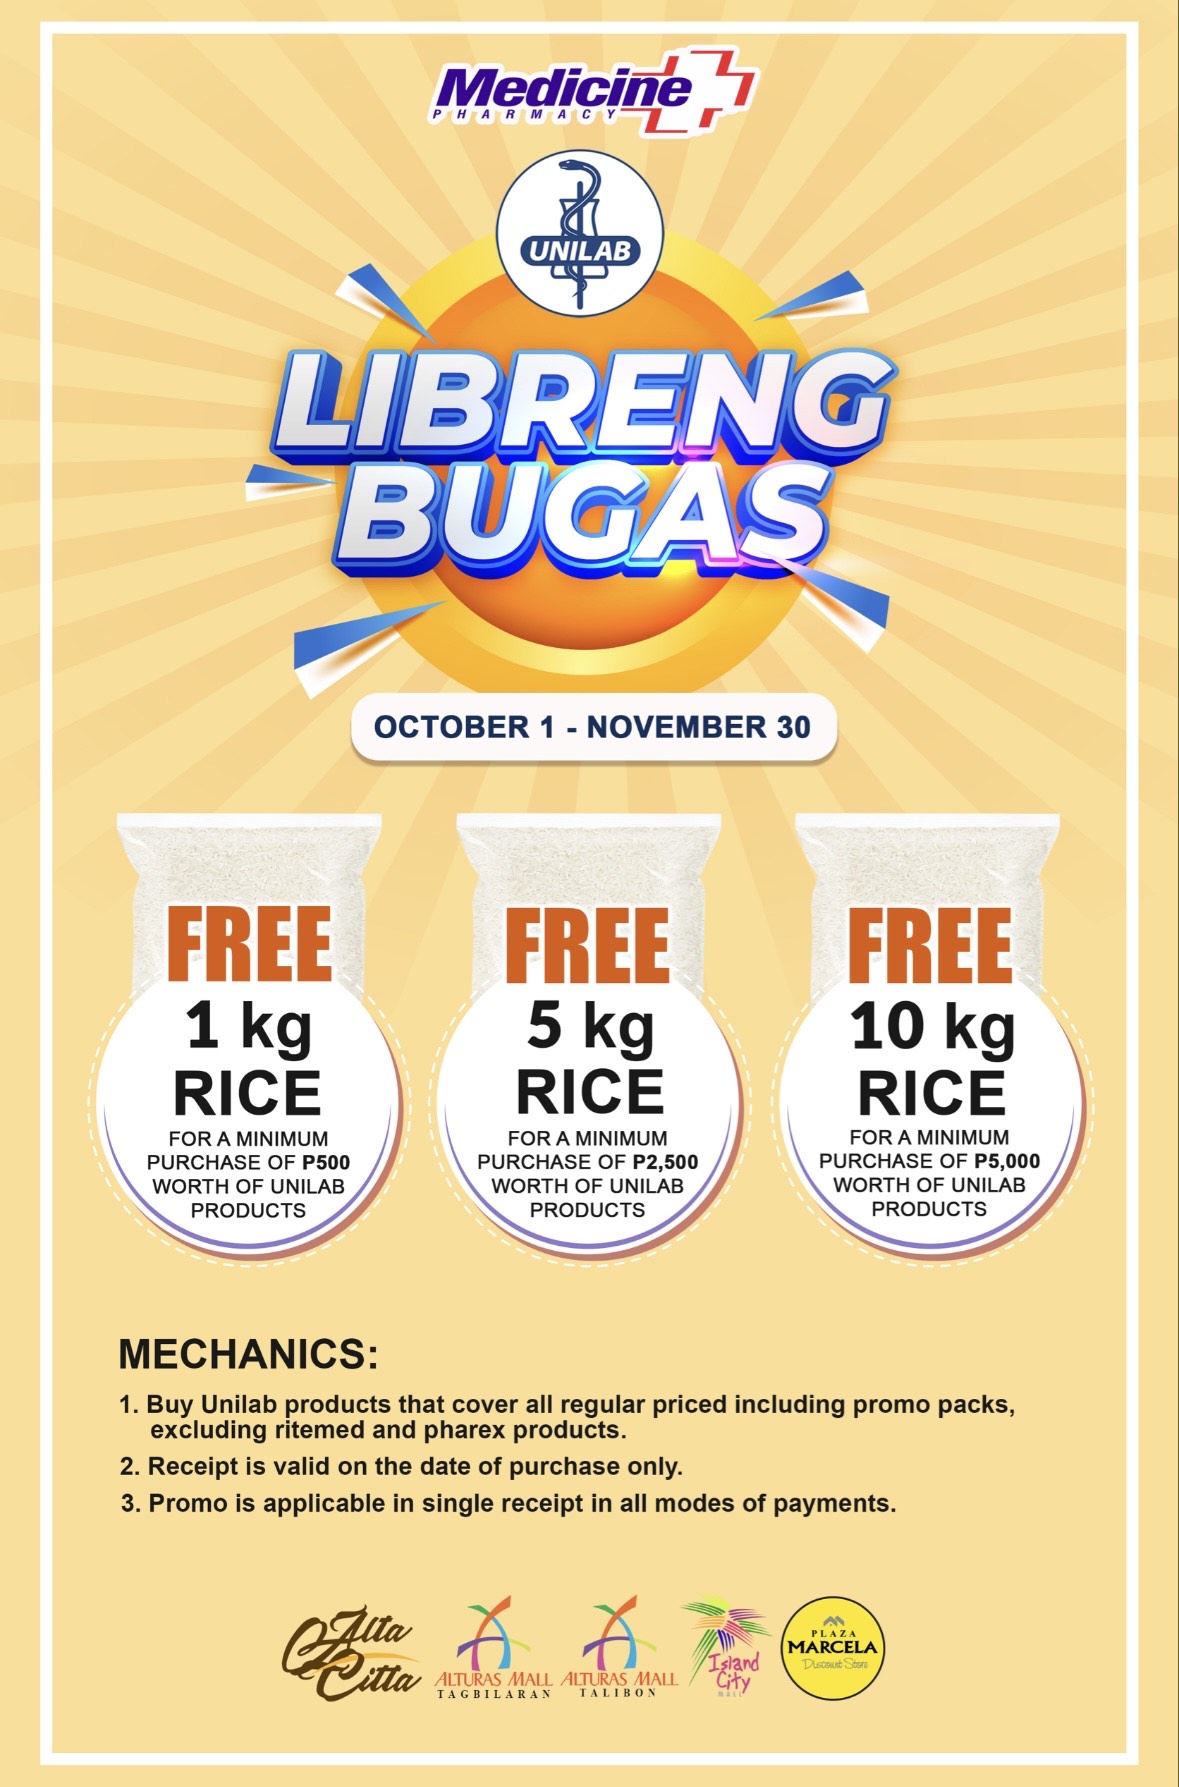 Medicine
PHARMACY
UNILAB
LIBRENG
BUGAS
OCTOBER 1 - NOVEMBER 30
FREE
1 kg
RICE
FOR A MINIMUM
PURCHASE OF P500
WORTH OF UNILAB
PRODUCTS
FREE
5 kg
RICE
FOR A MINIMUM
PURCHASE OF P2,500
WORTH OF UNILAB
PRODUCTS
FREE
10 kg
RICE
FOR A MINIMUM
PURCHASE OF P5,000
WORTH OF UNILAB
PRODUCTS
MECHANICS:
1. Buy Unilab products that cover all regular priced including promo packs,
excluding ritemed and pharex products.
2. Receipt is valid on the date of purchase only.
3. Promo is applicable in single receipt in all modes of payments.
Alta
Citta
ALTURAS MALL
TAGBILARAN
ALTURAS MALL
TALIBON
Island
City
MALL
PLAZA
MARCELA
Discount Store